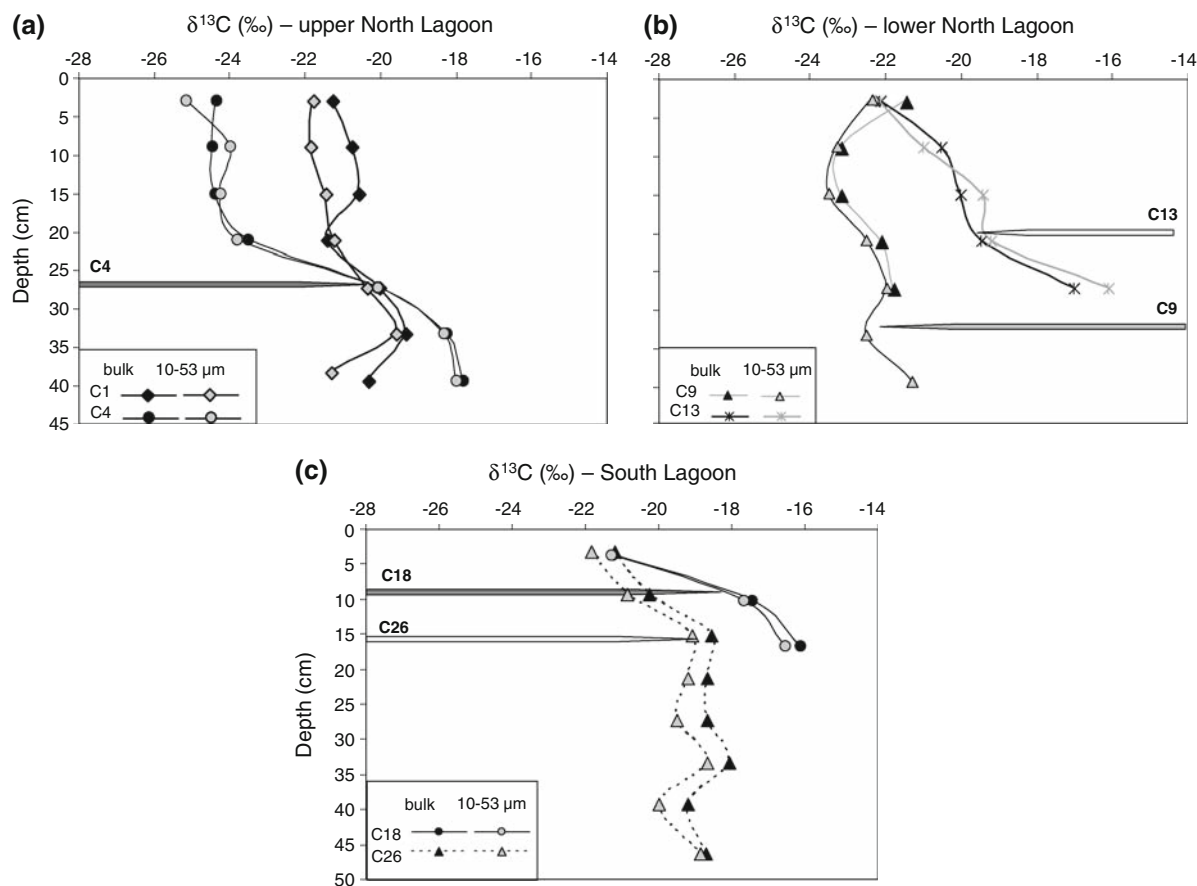 (a) δ¹³C (‰) – upper North Lagoon
-28 -26 -24 -22 -20 -18 -16 -14
0
5
10
15
20
25
30
35
40
45
Depth (cm)
C4
bulk 10-53 µm
C1
C4
(b) δ¹³C (‰) – lower North Lagoon
-28 -26 -24 -22 -20 -18 -16 -14
C13
C9
bulk 10-53 µm
C9
C13
(c) δ¹³C (‰) – South Lagoon
-28 -26 -24 -22 -20 -18 -16 -14
0
5
10
15
20
25
30
35
40
45
50
Depth (cm)
C18
C26
bulk 10-53 µm
C18
C26